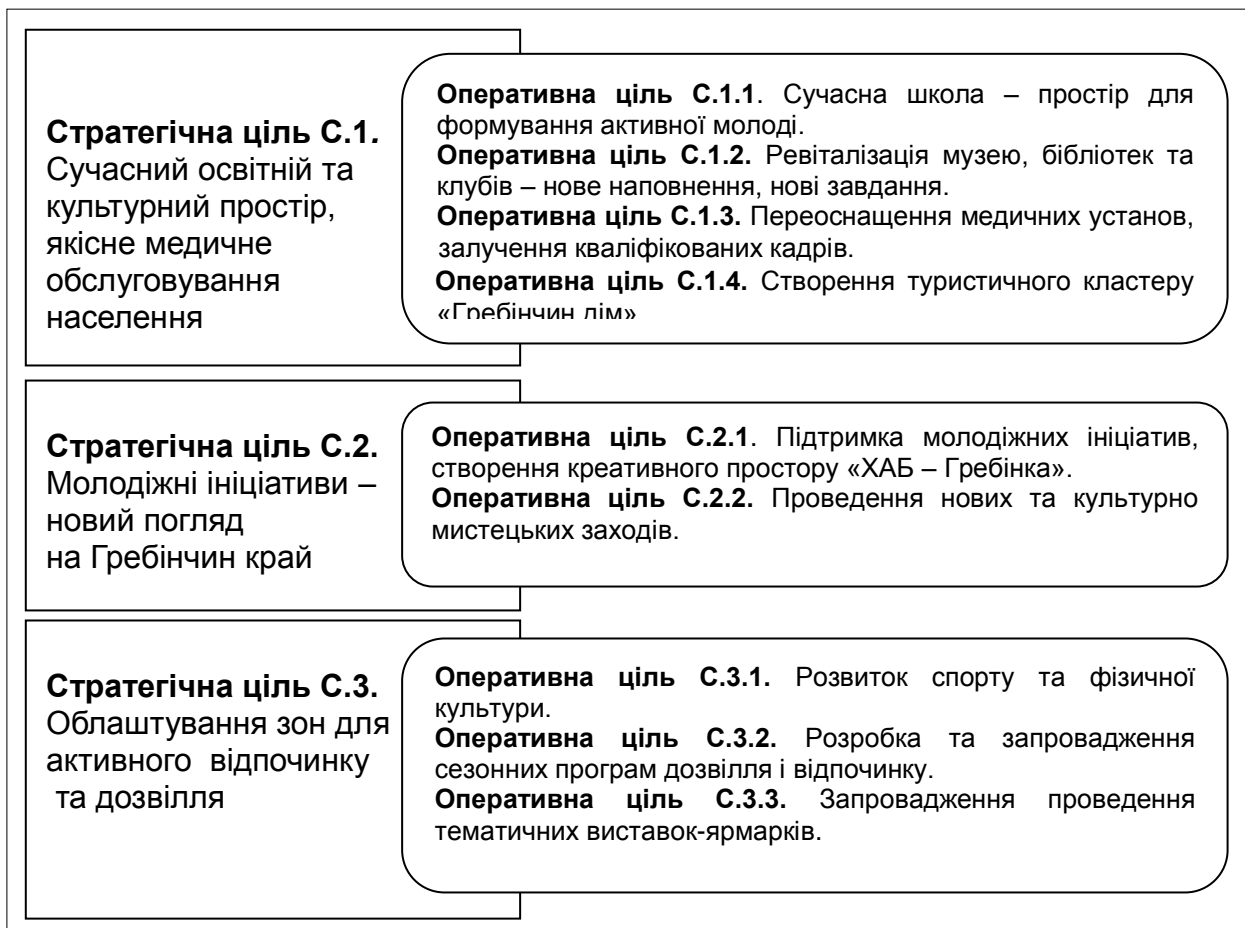 Стратегічна ціль С.1.
Сучасний освітній та
культурний простір,
якісне медичне
обслуговування
населення
Оперативна ціль С.1.1. Сучасна школа – простір для
формування активної молоді.
Оперативна ціль С.1.2. Ревіталізація музею, бібліотек та
клубів – нове наповнення, нові завдання.
Оперативна ціль С.1.3. Переоснащення медичних установ,
залучення кваліфікованих кадрів.
Оперативна ціль С.1.4. Створення туристичного кластеру
«Гребінчин дім»
Стратегічна ціль С.2.
Молодіжні ініціативи –
новий погляд
на Гребінчин край
Оперативна ціль С.2.1. Підтримка молодіжних ініціатив,
створення креативного простору «ХАБ – Гребінка».
Оперативна ціль С.2.2. Проведення нових та культурно
мистецьких заходів.
Стратегічна ціль С.3.
Облаштування зон для
активного відпочинку
та дозвілля
Оперативна ціль С.3.1. Розвиток спорту та фізичної
культури.
Оперативна ціль С.3.2. Розробка та запровадження
сезонних програм дозвілля і відпочинку.
Оперативна ціль С.3.3. Запровадження проведення
тематичних виставок-ярмарків.